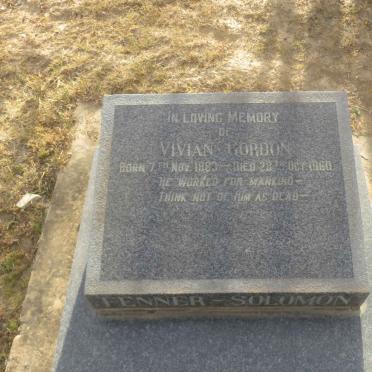 IN LOVING MEMORY
OF
VIVIAN GORDON
BORN 7TH NOV. 1883 — DIED 28TH OCT. 1960
HE WORKED FOR MANKIND —
THINK NOT OF HIM AS DEAD —
FENNER - SOLOMON